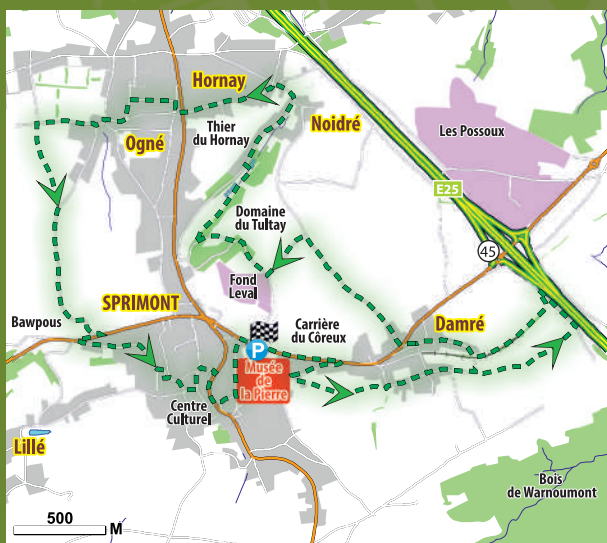 Hornay
Thier
du Hornay
Noidré
Les Possoux
Ogné
E25
Domaine
du Tultay
45
Fond
Leval
SPRIMONT
Bawpous
Carrière
du Côreux
Damré
P
Musée
de
la Pierre
Centre
Culturel
Lillé
Bois
de Warnoumont
500 M